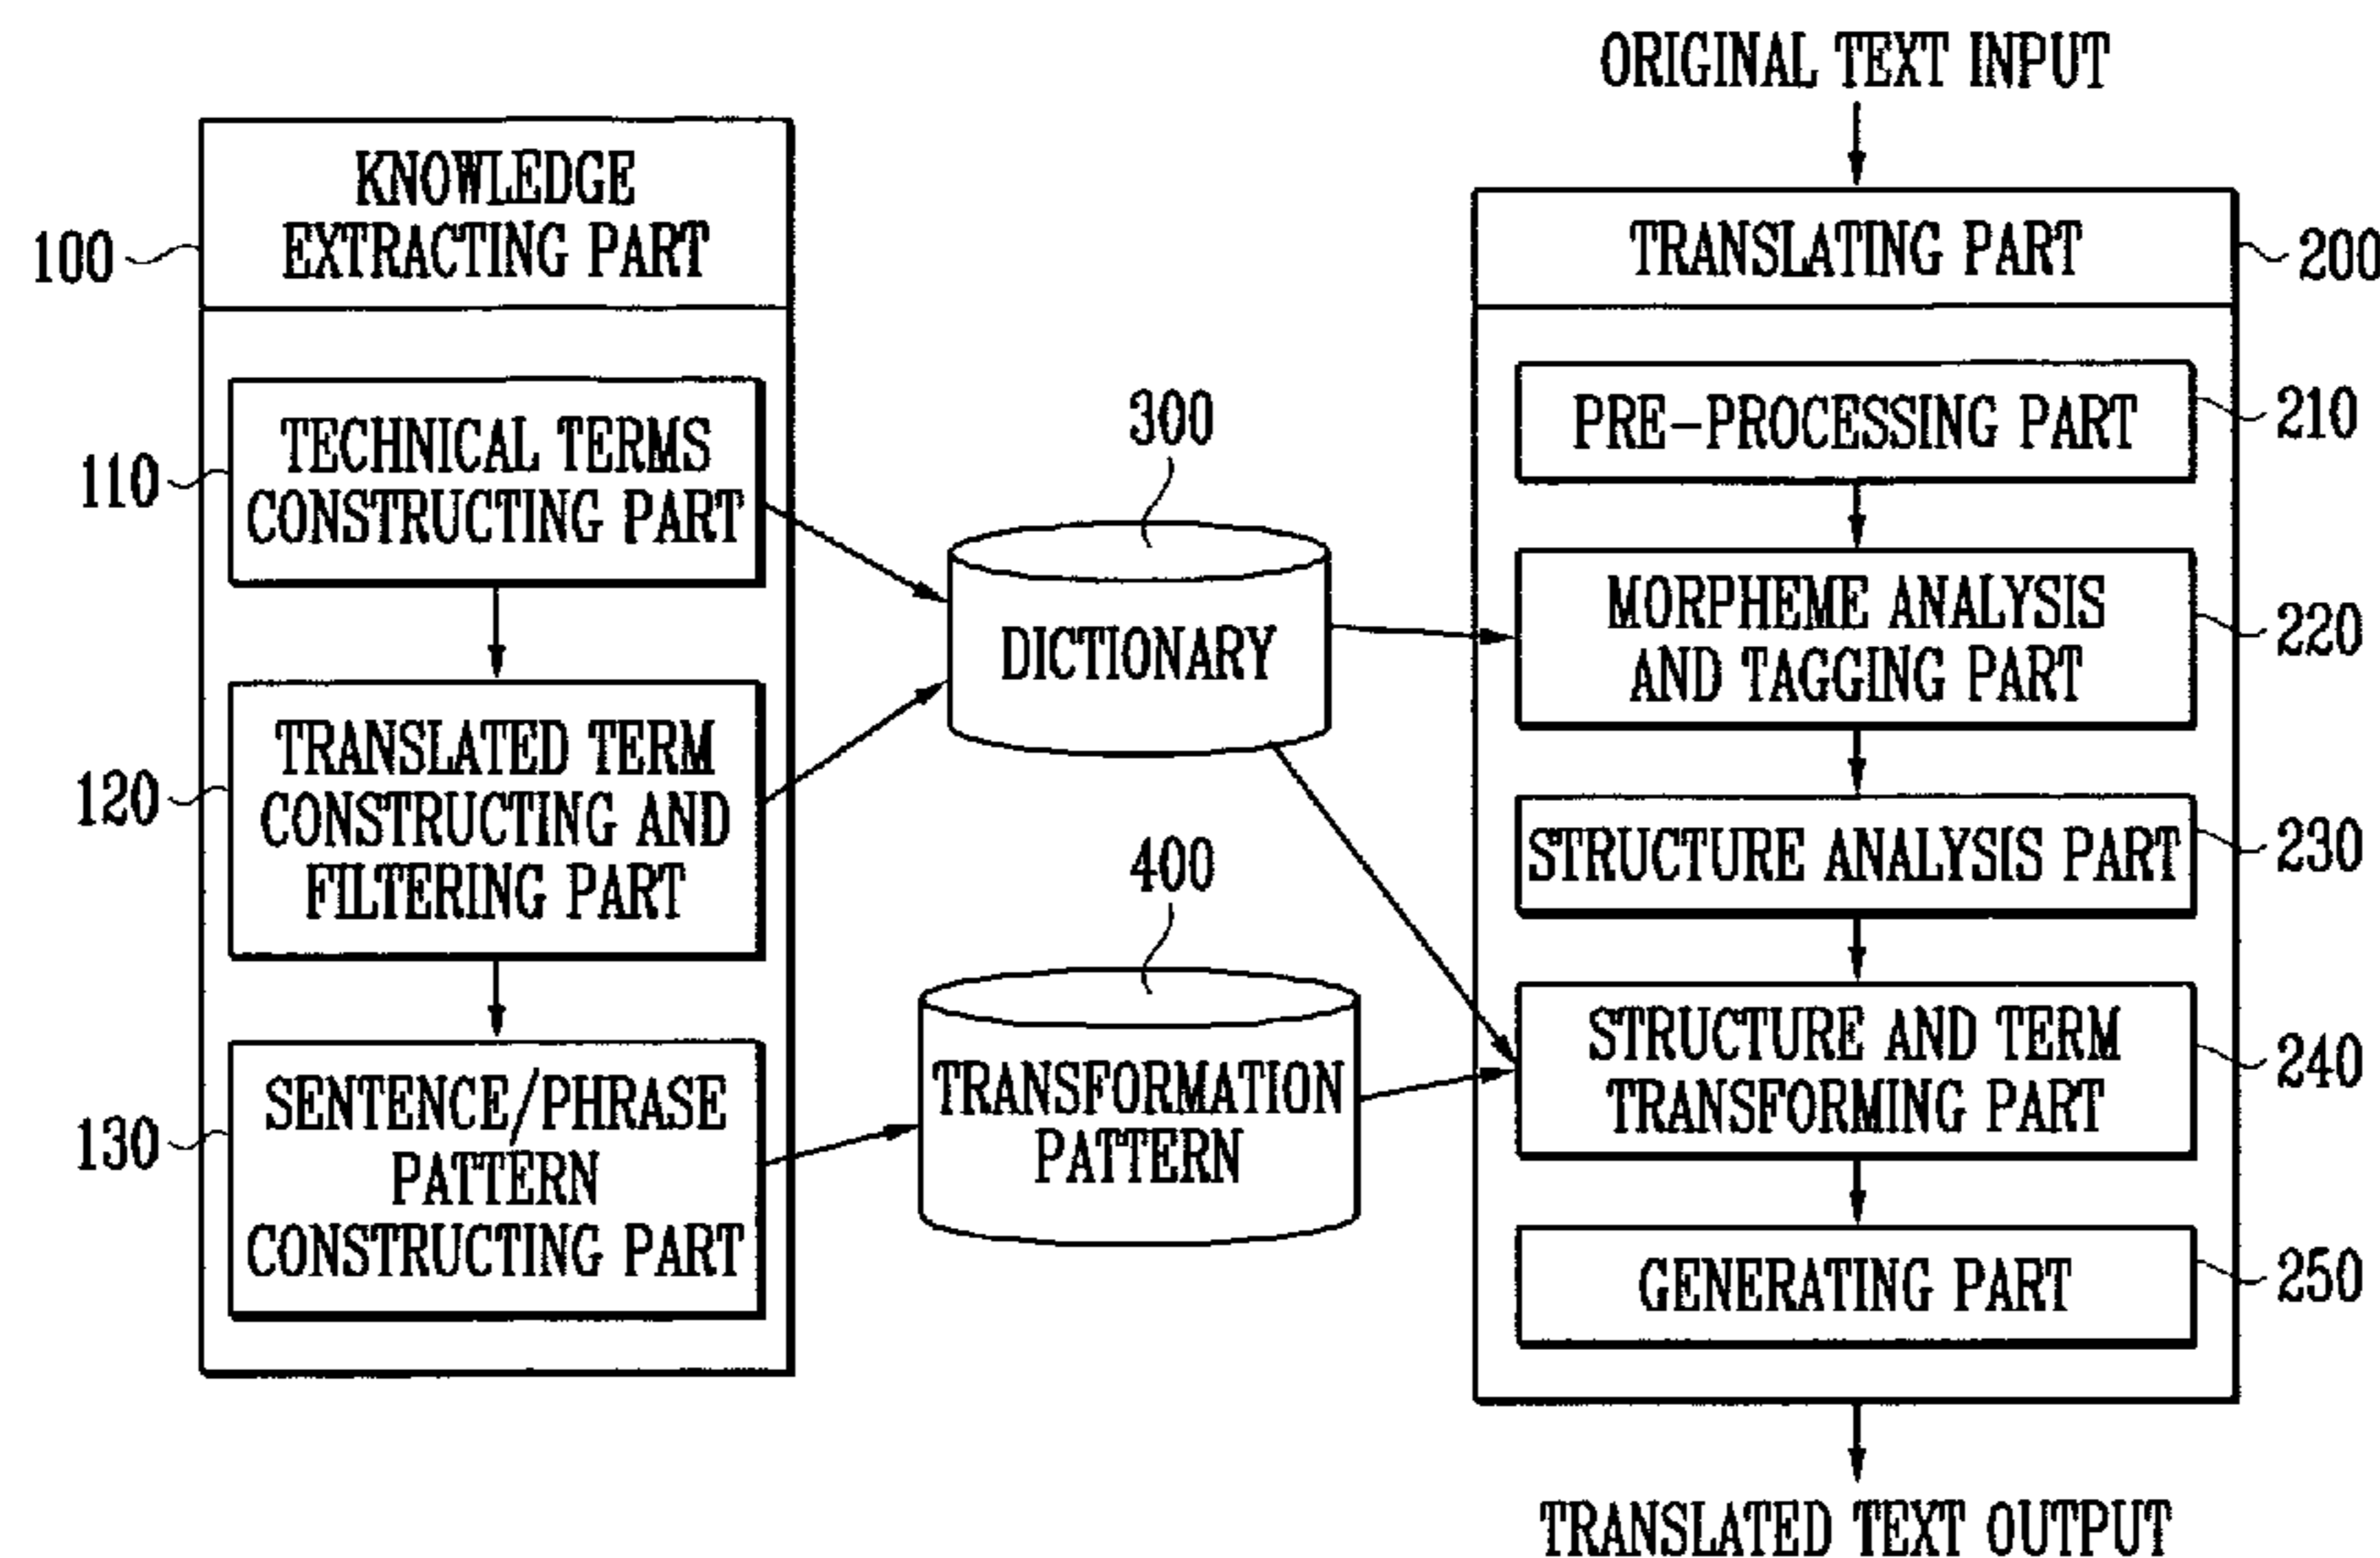 KNOWLEDGE
EXTRACTING PART
100
TECHNICAL TERMS
CONSTRUCTING PART
110
TRANSLATED TERM
CONSTRUCTING AND
FILTERING PART
120
SENTENCE/PHRASE
PATTERN
CONSTRUCTING PART
130
300
DICTIONARY
400
TRANSFORMATION
PATTERN
ORIGINAL TEXT INPUT
TRANSLATING PART
200
PRE-PROCESSING PART
210
MORPHEME ANALYSIS
AND TAGGING PART
220
STRUCTURE ANALYSIS PART
230
STRUCTURE AND TERM
TRANSFORMING PART
240
GENERATING PART
250
TRANSLATED TEXT OUTPUT